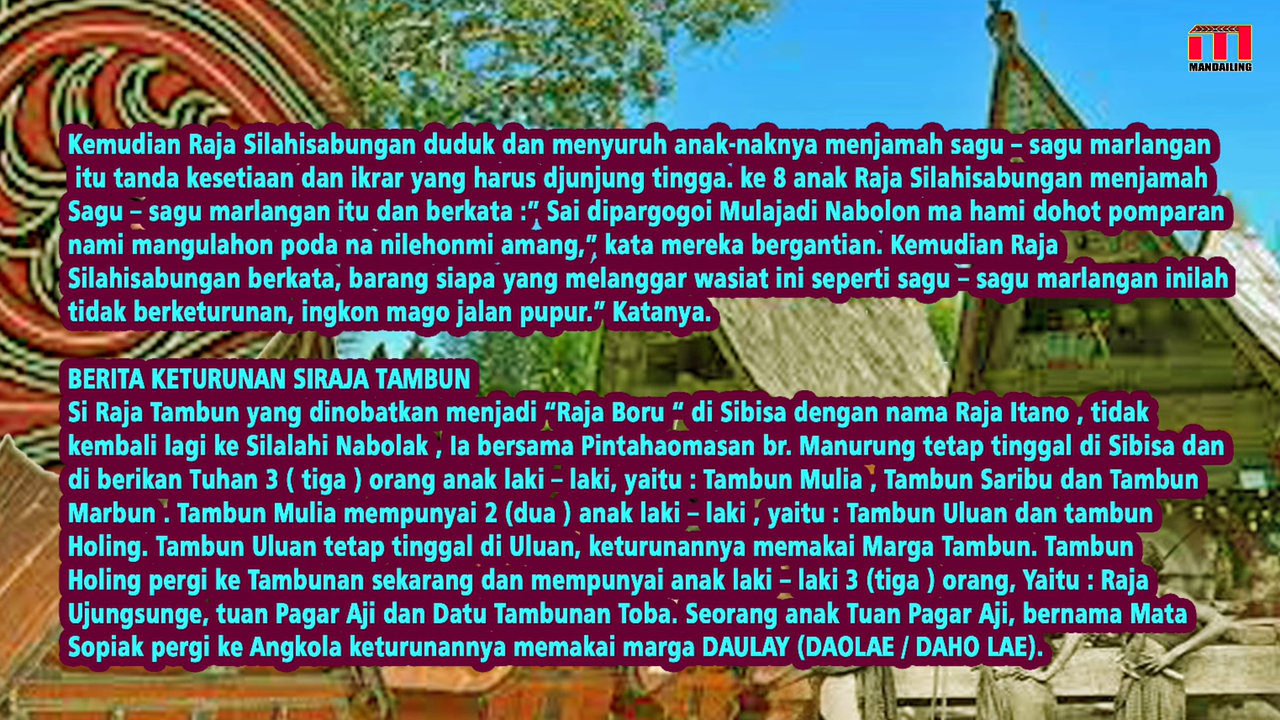 MANDAILING
Kemudian Raja Silahisabungan duduk dan menyuruh anak-naknya menjamah sagu – sagu marlangan
itu tanda kesetiaan dan ikrar yang harus djunjung tingga. ke 8 anak Raja Silahisabungan menjamah
Sagu – sagu marlangan itu dan berkata :” Sai dipargogoi Mulajadi Nabolon ma hami dohot pomparan
nami mangulahon poda na nilehonmi amang,”, kata mereka bergantian. Kemudian Raja
Silahisabungan berkata, barang siapa yang melanggar wasiat ini seperti sagu – sagu marlangan inilah
tidak berketurunan, ingkon mago jalan pupur.” Katanya.
BERITA KETURUNAN SIRAJA TAMBUN
Si Raja Tambun yang dinobatkan menjadi “Raja Boru “ di Sibisa dengan nama Raja Itano , tidak
kembali lagi ke Silalahi Nabolak , Ia bersama Pintahaomasan br. Manurung tetap tinggal di Sibisa dan
di berikan Tuhan 3 ( tiga ) orang anak laki – laki, yaitu : Tambun Mulia , Tambun Saribu dan Tambun
Marbun . Tambun Mulia mempunyai 2 (dua ) anak laki – laki , yaitu : Tambun Uluan dan tambun
Holing. Tambun Uluan tetap tinggal di Uluan, keturunannya memakai Marga Tambun. Tambun
Holing pergi ke Tambunan sekarang dan mempunyai anak laki – laki 3 (tiga ) orang, Yaitu : Raja
Ujungsunge, tuan Pagar Aji dan Datu Tambunan Toba. Seorang anak Tuan Pagar Aji, bernama Mata
Sopiak pergi ke Angkola keturunannya memakai marga DAULAY (DAOLAE / DAHO LAE).